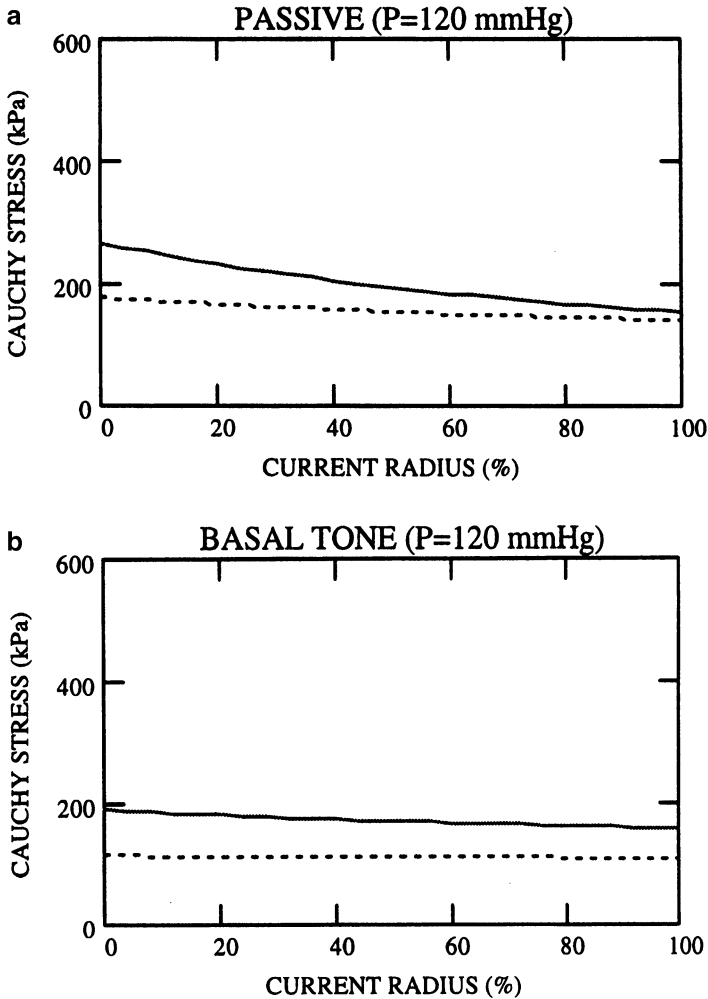 a
PASSIVE (P=120 mmHg)
600
400
200
0
CAUCHY STRESS (kPa)
0 20 40 60 80 100
CURRENT RADIUS (%)
b
BASAL TONE (P=120 mmHg)
600
400
200
0
CAUCHY STRESS (kPa)
0 20 40 60 80 100
CURRENT RADIUS (%)